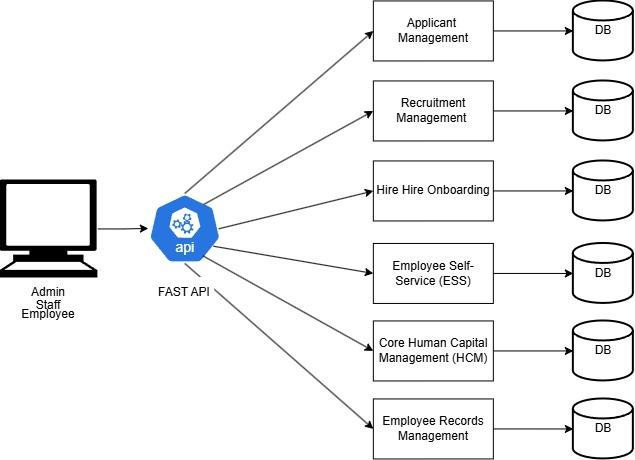 Applicant
Management
DB
Recruitment
Management
DB
Hire Hire Onboarding
DB
api
FAST API
Admin
Staff
Employee
Employee Self-
Service (ESS)
DB
Core Human Capital
Management (HCM)
DB
Employee Records
Management
DB